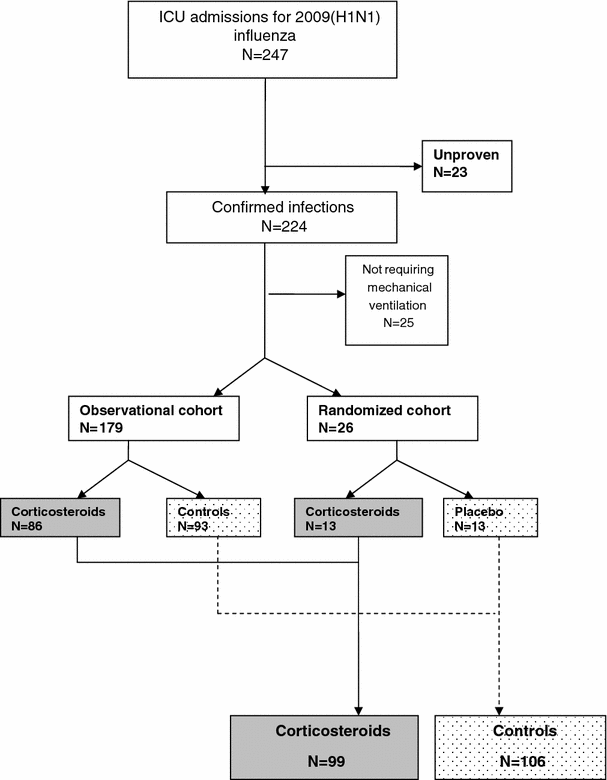 ICU admissions for 2009(H1N1)
influenza
N=247
Unproven
N=23
Confirmed infections
N=224
Not requiring
mechanical
ventilation
N=25
Observational cohort
N=179
Randomized cohort
N=26
Corticosteroids
N=86
Controls
N=93
Corticosteroids
N=13
Placebo
N=13
Corticosteroids
N=99
Controls
N=106